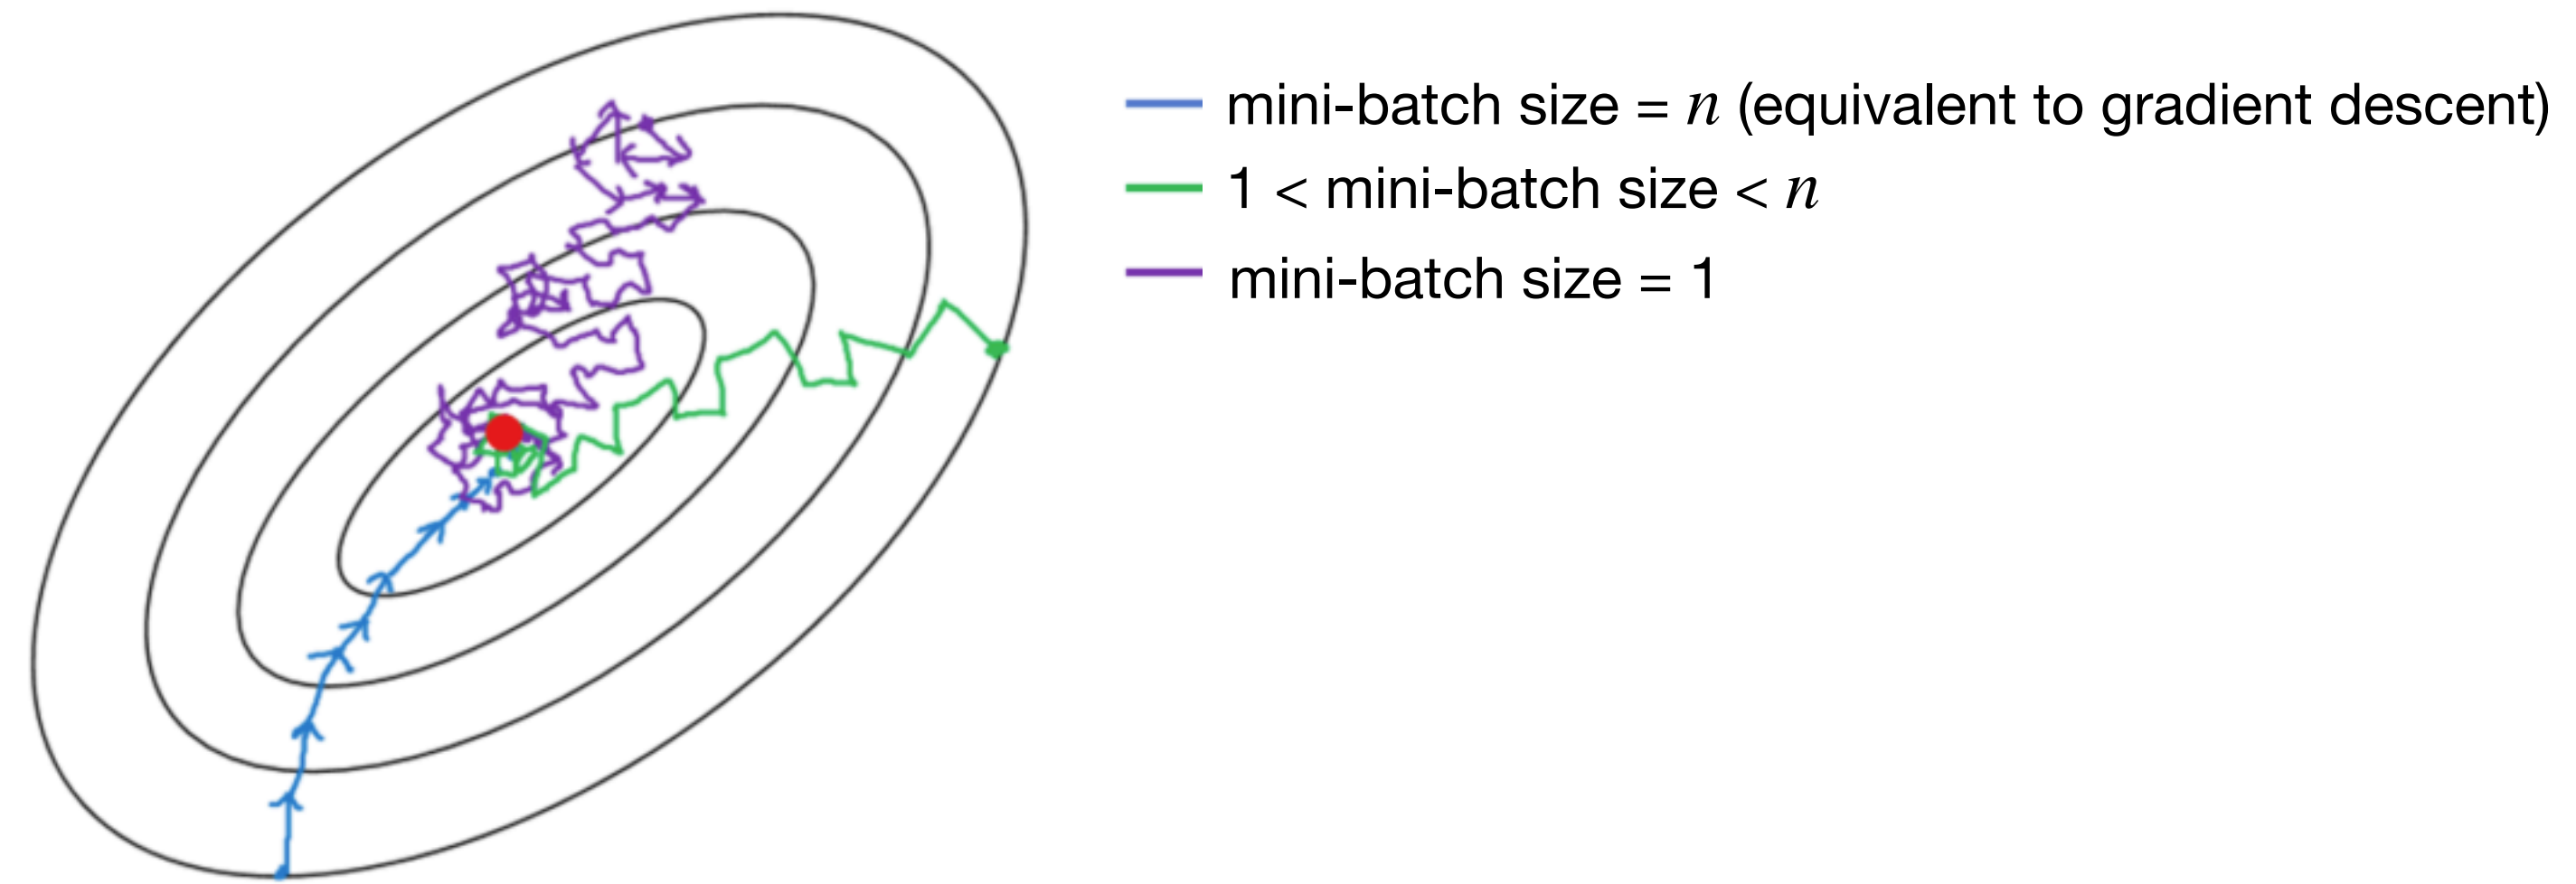 mini-batch size = n (equivalent to gradient descent)
1 < mini-batch size < n
mini-batch size = 1